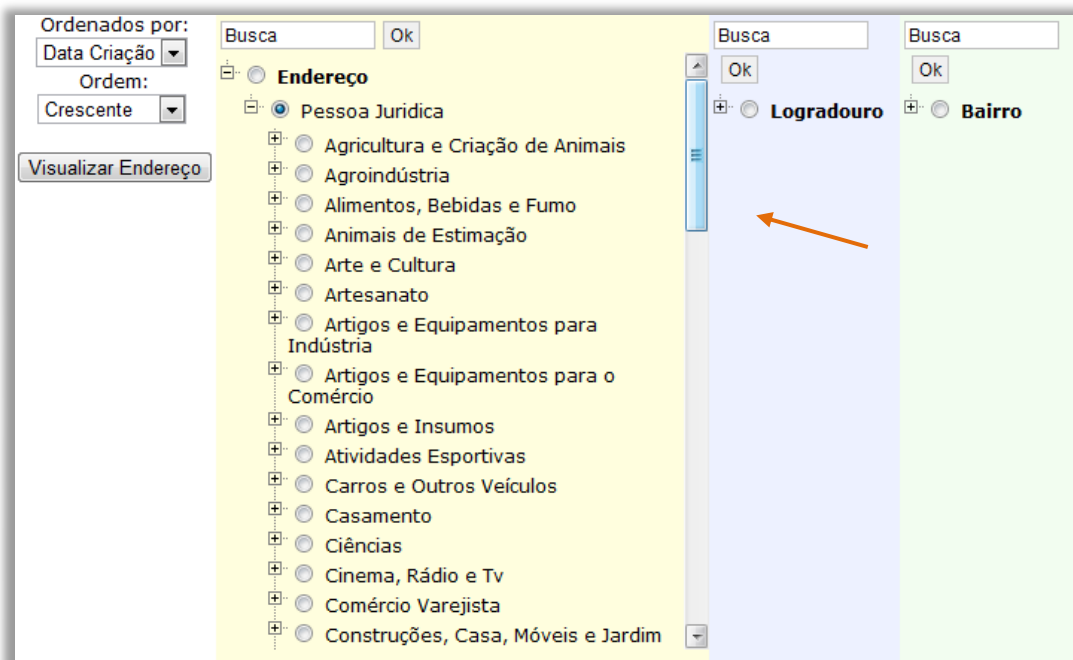 Ordenados por:
Data Criação
Ordem:
Crescente
Visualizar Endereço
Busca
Ok
Endereço
Pessoa Juridica
Agricultura e Criação de Animais
Agroindústria
Alimentos, Bebidas e Fumo
Animais de Estimação
Arte e Cultura
Artesanato
Artigos e Equipamentos para
Indústria
Artigos e Equipamentos para o
Comércio
Artigos e Insumos
Atividades Esportivas
Carros e Outros Veículos
Casamento
Ciências
Cinema, Rádio e Tv
Comércio Varejista
Construções, Casa, Móveis e Jardim
Busca
Ok
Logradouro
Busca
Ok
Bairro